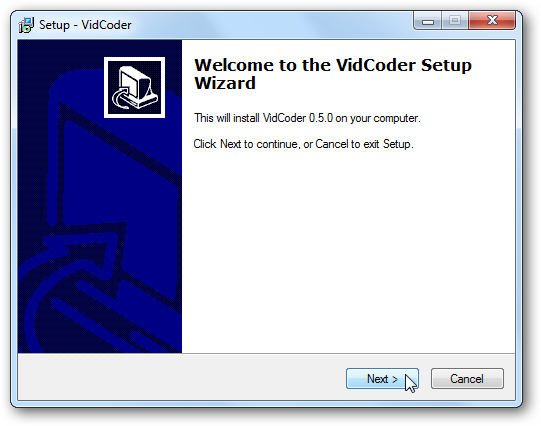 Setup - VidCoder
Welcome to the VidCoder Setup
Wizard
This will install VidCoder 0.5.0 on your computer.
Click Next to continue, or Cancel to exit Setup.
Next >
Cancel